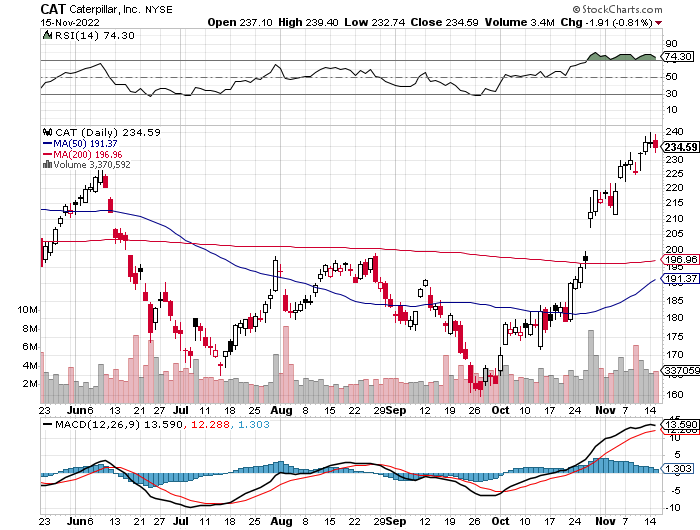 CAT Caterpillar, Inc. NYSE
© StockCharts.com
15-Nov-2022
Open 237.10 High 239.40 Low 232.74 Close 234.59 Volume 3.4M Chg -1.91 (-0.81%)
RSI(14) 74.30
90
74.30
50
30
10
CAT (Daily) 234.59
MA(50) 191.37
MA(200) 196.96
Volume 3,370,592
240
234.59
230
225
220
215
210
205
200
196.96
195
191.37
185
180
175
170
165
160
10M
8M
6M
4M
2M
3370592
23 Jun 6 13 21 27 Jul 11 18 25 Aug 8 15 22 29 Sep 12 19 26 Oct 10 17 24 Nov 7 14
MACD(12,26,9) 13.590, 12.288, 1.303
15
13.590
12.288
10
5
1.303
0
-5
-10
23 Jun 6 13 21 27 Jul 11 18 25 Aug 8 15 22 29 Sep 12 19 26 Oct 10 17 24 Nov 7 14